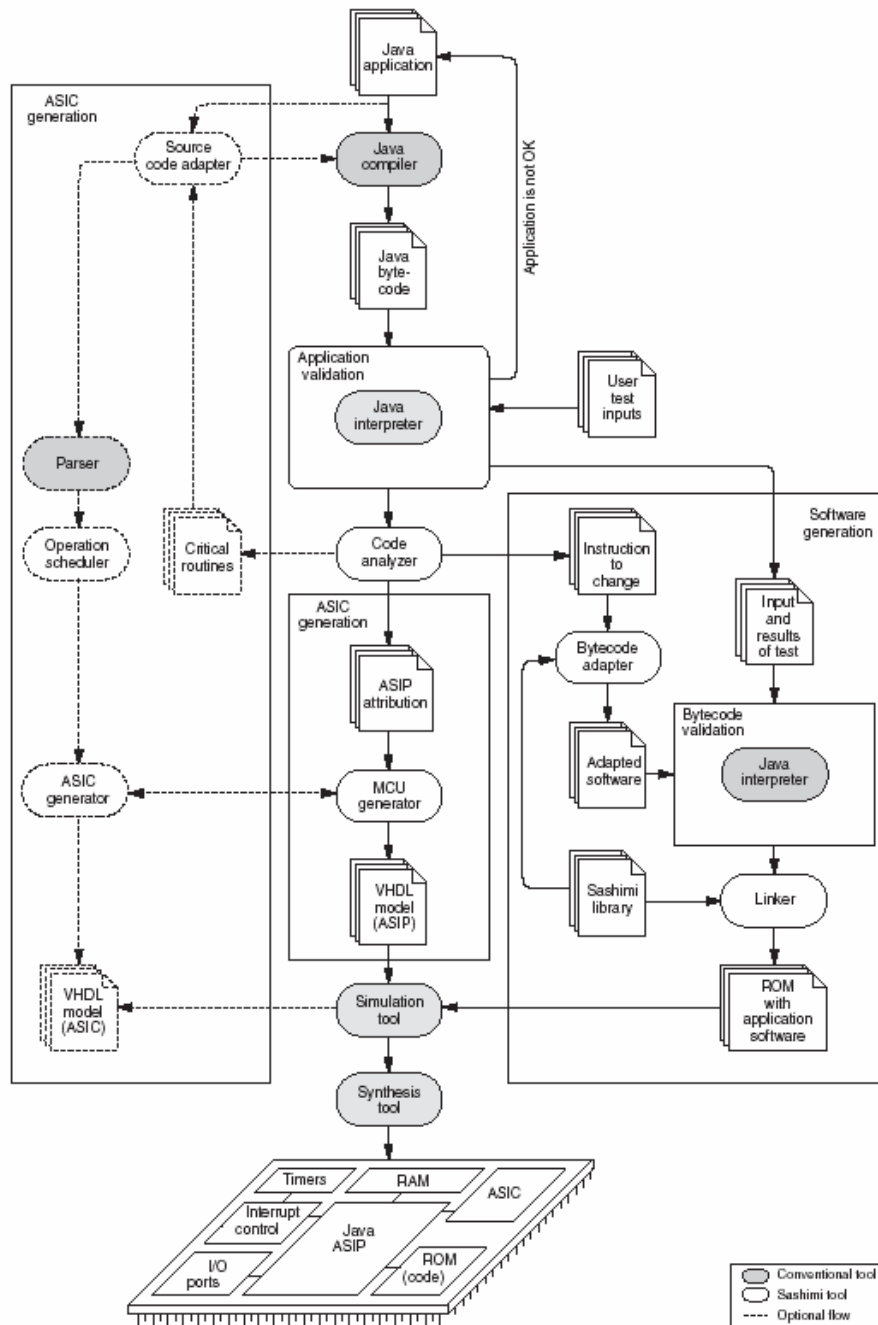 Java
application
ASIC
generation
Source
code adapter
Java
compiler
Application is not OK
Java
byte-
code
Application
validation
Java
interpreter
User
test
inputs
Parser
Software
generation
Operation
scheduler
Critical
routines
Code
analyzer
Instruction
to
change
Input
and
results
of test
ASIC
generation
ASIP
attribution
Bytecode
adapter
Bytecode
validation
Java
interpreter
ASIC
generator
MCU
generator
Adapted
software
VHDL
model
(ASIP)
Sashimi
library
Linker
VHDL
model
(ASIC)
Simulation
tool
ROM
with
application
software
Synthesis
tool
Timers
RAM
ASIC
Interrupt
control
Java
ASIP
I/O
ports
ROM
(code)
Conventional tool
Sashimi tool
Optional flow